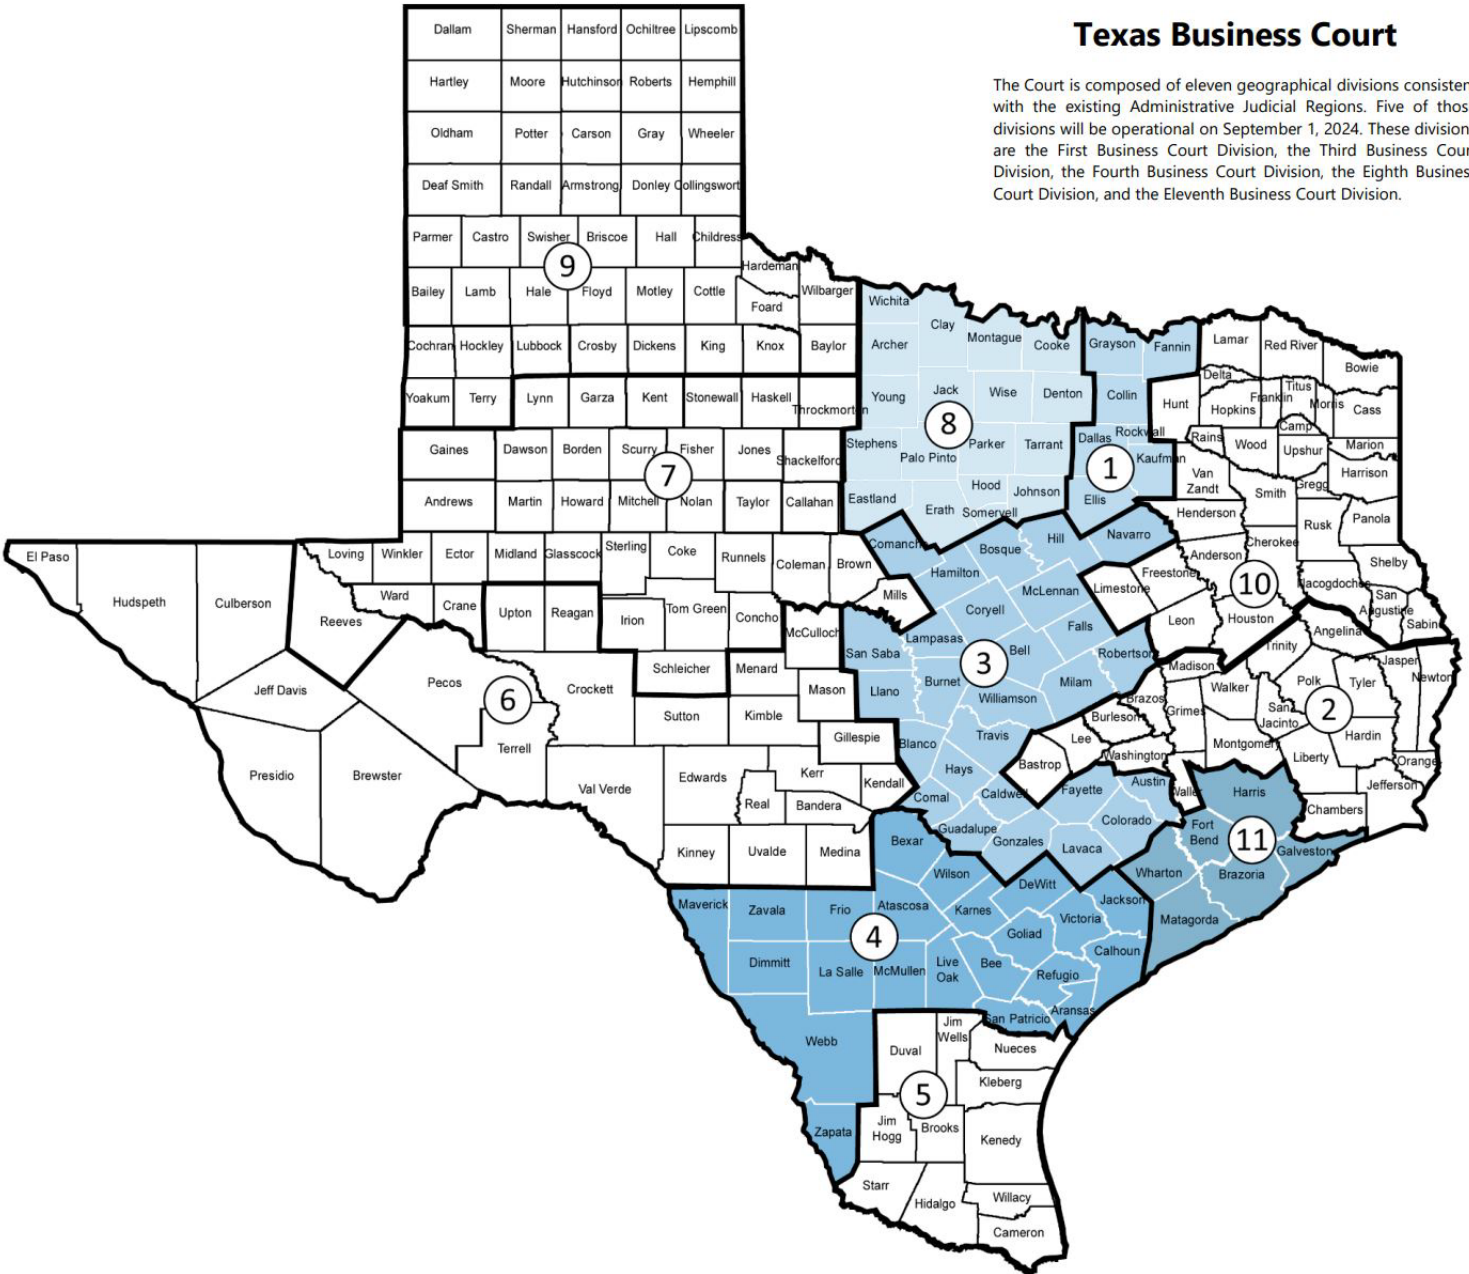 Texas Business Court
The Court is composed of eleven geographical divisions consisten
with the existing Administrative Judicial Regions. Five of thos
divisions will be operational on September 1, 2024. These division
are the First Business Court Division, the Third Business Cour
Division, the Fourth Business Court Division, the Eighth Busines
Court Division, and the Eleventh Business Court Division.
Dallam Sherman Hansford Ochiltree Lipscomb
Hartley Moore Hutchinson Roberts Hemphill
Oldham Potter Carson Gray Wheeler
Deaf Smith Randall Armstrong Donley Collingswort
Parmer Castro Swisher Briscoe Hall Childress
9
Hardeman
Bailey Lamb Hale Floyd Motley Cottle Foard Wilbarger
Cochran Hockley Lubbock Crosby Dickens King Knox Baylor
Yoakum Terry Lynn Garza Kent Stonewall Haskell Throckmorton
Gaines Dawson Borden Scurry Fisher Jones Shackelford
7
Andrews Martin Howard Mitchell Nolan Taylor Callahan
Wichita Clay Montague Cooke
Archer
Young Jack Wise Denton
8
Stephens Palo Pinto Parker Tarrant
Eastland Erath Hood Somervell Johnson
Grayson Fannin
Collin
Dallas Rockwall
Kaufman
1
Ellis
Lamar Red River Bowie
Delta Titus
Hunt Hopkins Franklin Morris Cass
Camp
Rains Wood Upshur Marion
Harrison
Van
Zandt
Smith Gregg
Henderson Rusk Panola
Anderson Cherokee
Shelby
Freestone
Limestone
10
Nacogdoches
San
Augustine
Leon Houston Sabin
El Paso Hudspeth Culberson
Loving Winkler Ector Midland Glasscock Sterling Coke Runnels Coleman Brown
Ward Crane Upton Reagan Irion Tom Green Concho
Mills
Reeves
McCulloch
Schleicher Menard
Jeff Davis Pecos Crockett Mason
6
Sutton Kimble
Gillespie
Terrell
Presidio Brewster Val Verde Edwards Kerr Kendall
Real Bandera
Kinney Uvalde Medina
Comanch
Bosque Hill Navarro
Hamilton
McLennan
Coryell
Falls
Lampasas
San Saba
3
Bell Robertson
Llano Burnet Milam
Williamson
Blanco Travis
Hays
Comal Caldwell
Fayette Austin
Guadalupe Gonzales Lavaca Colorado
Madison
Brazos
Burleson Grimes
Lee
Washington
Bastrop
Waller
Angelina
Trinity
Jasper
Newton
Polk Tyler
Walker
San
Jacinto
2
Hardin
Montgomery
Liberty Orange
Jefferson
Chambers
Harris
Fort
Bend
11
Galveston
Wharton Brazoria
Matagorda
Bexar
Wilson
DeWitt
Maverick Zavala Frio Atascosa Karnes Jackson
Victoria
4
Goliad
Calhoun
Dimmitt La Salle McMullen Live
Oak
Bee Refugio
San Patricio Aransas
Webb
Zapata
Jim
Wells
Duval Nueces
5
Kleberg
Jim
Hogg
Brooks Kenedy
Starr Hidalgo Willacy
Cameron